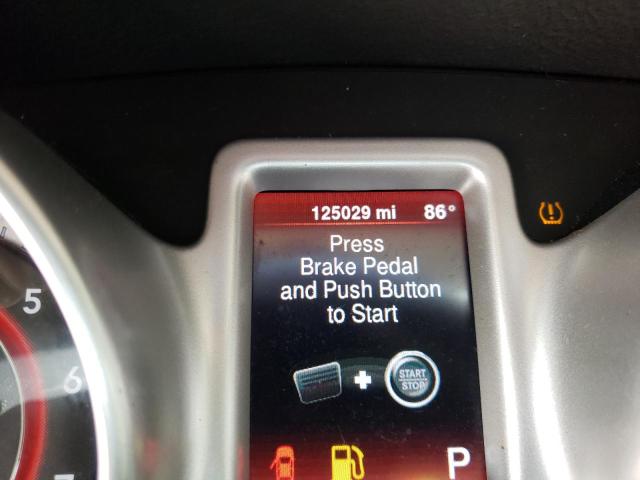 125029 mi 86°
Press
Brake Pedal
and Push Button
to Start
START
STOP
5
6
P